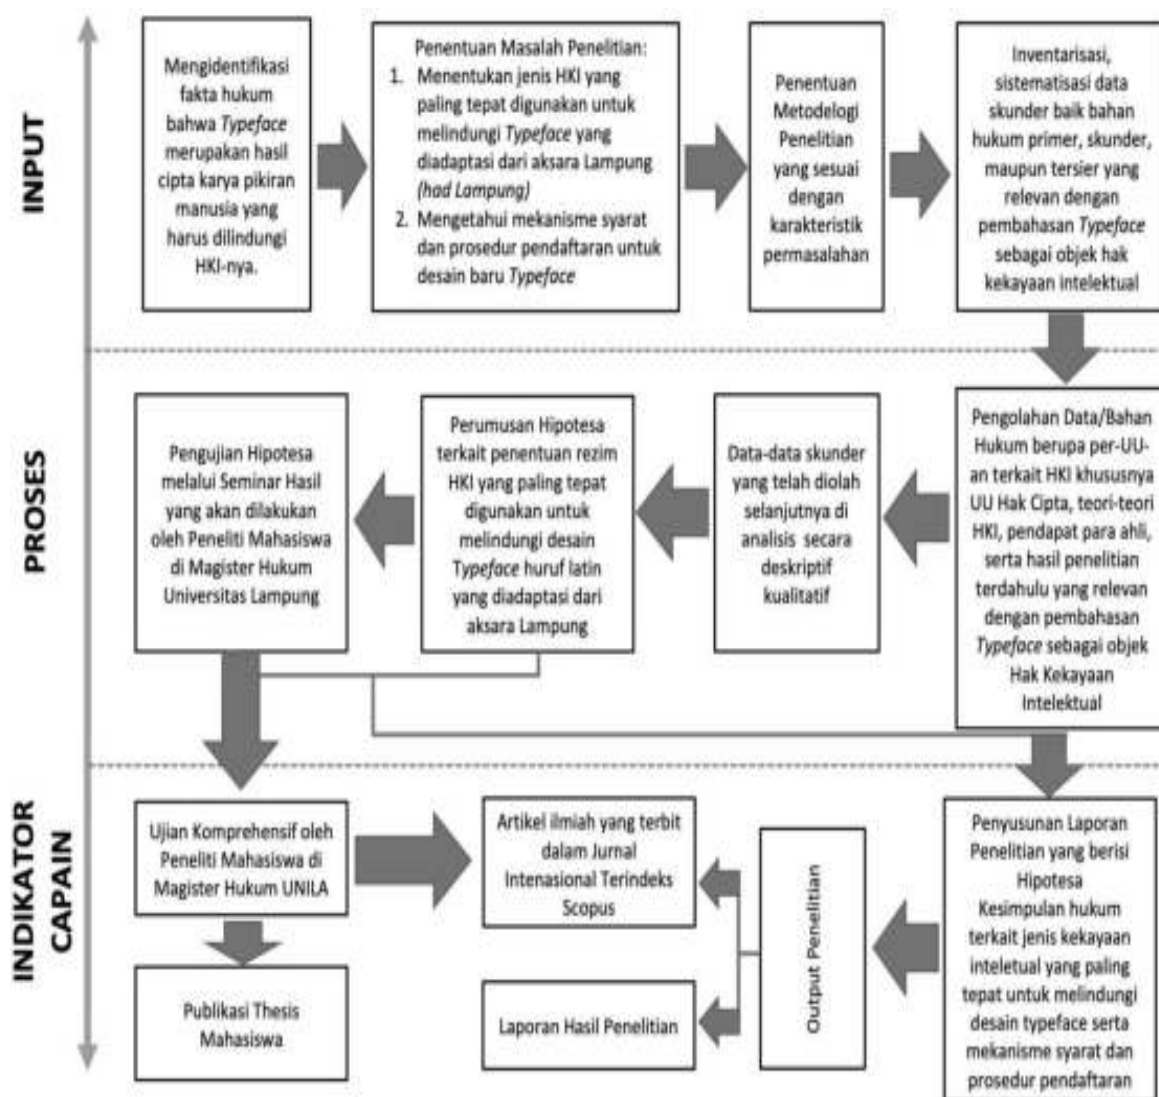 INPUT
Mengidentifikasi
fakta hukum
bahwa Typeface
merupakan hasil
cipta karya pikiran
manusia yang
harus dilindungi
HKI-nya.
Penentuan Masalah Penelitian:
1. Menentukan jenis HKI yang
paling tepat digunakan untuk
melindungi Typeface yang
diadaptasi dari aksara Lampung
(had Lampung)
2. Mengetahui mekanisme syarat
dan prosedur pendaftaran untuk
desain baru Typeface
Penentuan
Metodologi
Penelitian
yang sesuai
dengan
karakteristik
permasalahan
Inventarisasi,
sistematisasi data
skunder baik bahan
hukum primer, skunder,
maupun tersier yang
relevan dengan
pembahasan Typeface
sebagai objek hak
kekayaan intelektual
PROSES
Pengujian Hipotesa
melalui Seminar Hasil
yang akan dilakukan
oleh Peneliti Mahasiswa
di Magister Hukum
Universitas Lampung
Perumusan Hipotesa
terkait penentuan rezim
HKI yang paling tepat
digunakan untuk
melindungi desain
Typeface huruf latin
yang diadaptasi dari
aksara Lampung
Data-data skunder
yang telah diolah
selanjutnya di
analisis secara
deskriptif
kualitatif
Pengolahan Data/Bahan
Hukum berupa per-UU-
an terkait HKI khususnya
UU Hak Cipta, teori-teori
HKI, pendapat para ahli,
serta hasil penelitian
terdahulu yang relevan
dengan pembahasan
Typeface sebagai objek
Hak Kekayaan
Intelektual
INDIKATOR
CAPAIN
Ujian Komprehensif oleh
Peneliti Mahasiswa di
Magister Hukum UNILA
Publikasi Thesis
Mahasiswa
Artikel ilmiah yang terbit
dalam Jurnal
Intenasional Terindeks
Scopus
Laporan Hasil Penelitian
Output Penelitian
Penyusunan Laporan
Penelitian yang berisi
Hipotesa
Kesimpulan hukum
terkait jenis kekayaan
inteletual yang paling
tepat untuk melindungi
desain typeface serta
mekanisme syarat dan
prosedur pendaftaran